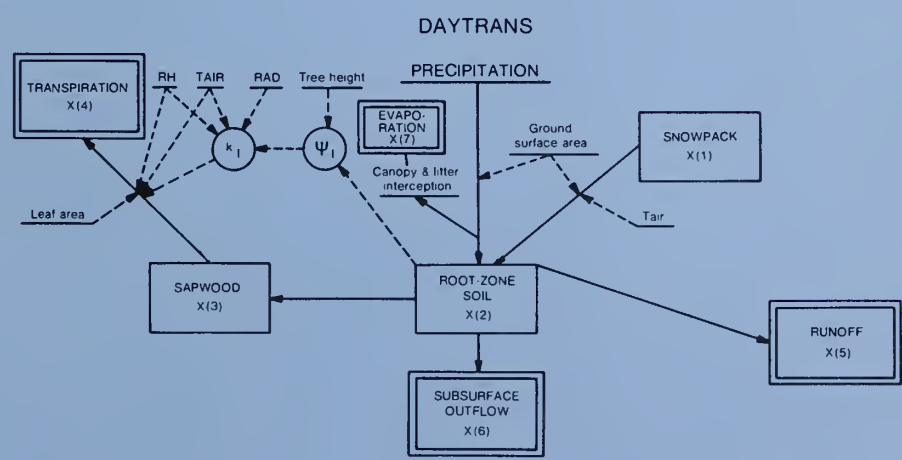 DAYTRANS
PRECIPITATION
TRANSPIRATION
X(4)
RH
TAIR
RAD
Tree height
EVAPO-
RATION
X(7)
Ground
surface area
SNOWPACK
X(1)
k l
Ψ l
Canopy & litter
interception
Leaf area
Tair
SAPWOOD
X(3)
ROOT-ZONE
SOIL
X(2)
RUNOFF
X(5)
SUBSURFACE
OUTFLOW
X(6)